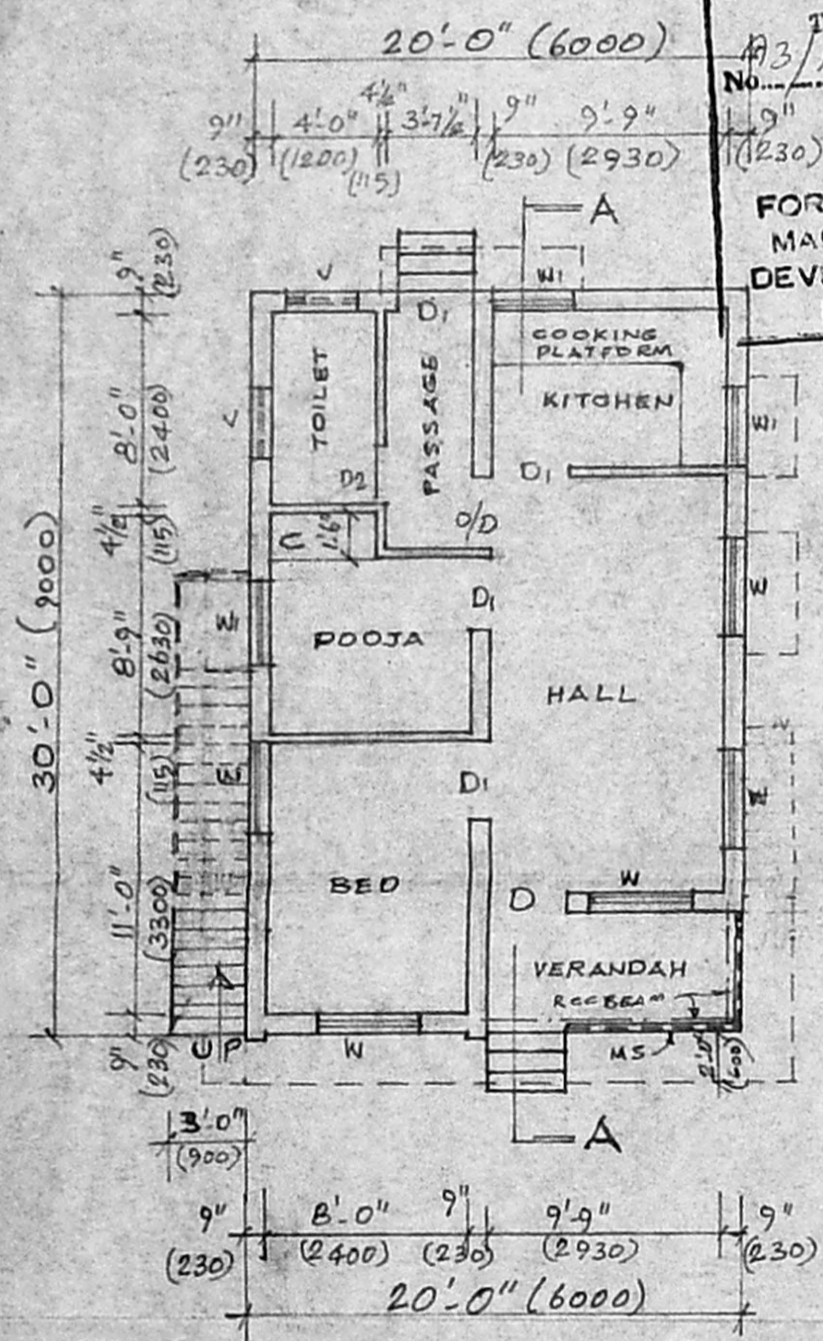 20'-0" (6000)
No.
9" 4'-0" 4½" 3'-7½" 9" 9'-9" 9"
(230) (1200) (115) (230) (2930) (230)
A
FOR
MA
DEVE
9"
(230)
V
W1
D1
COOKING
PLATFORM
KITCHEN
TOILET
PASSAGE
V
8'-0"
(2400)
W1
D2
D1
O/D
4½"
(115)
1'.6"
30'-0" (9000)
W
D1
8'-9"
(2630)
POOJA
HALL
4½"
(115)
D1
11'-0"
(3300)
BED
W
D
VERANDAH
RCC BEAM
9"
(230)
UP
W
MS
2'-0"
(600)
A
3'-0"
(900)
9" 8'-0" 9" 9'-9" 9"
(230) (2400) (230) (2930) (230)
20'-0" (6000)